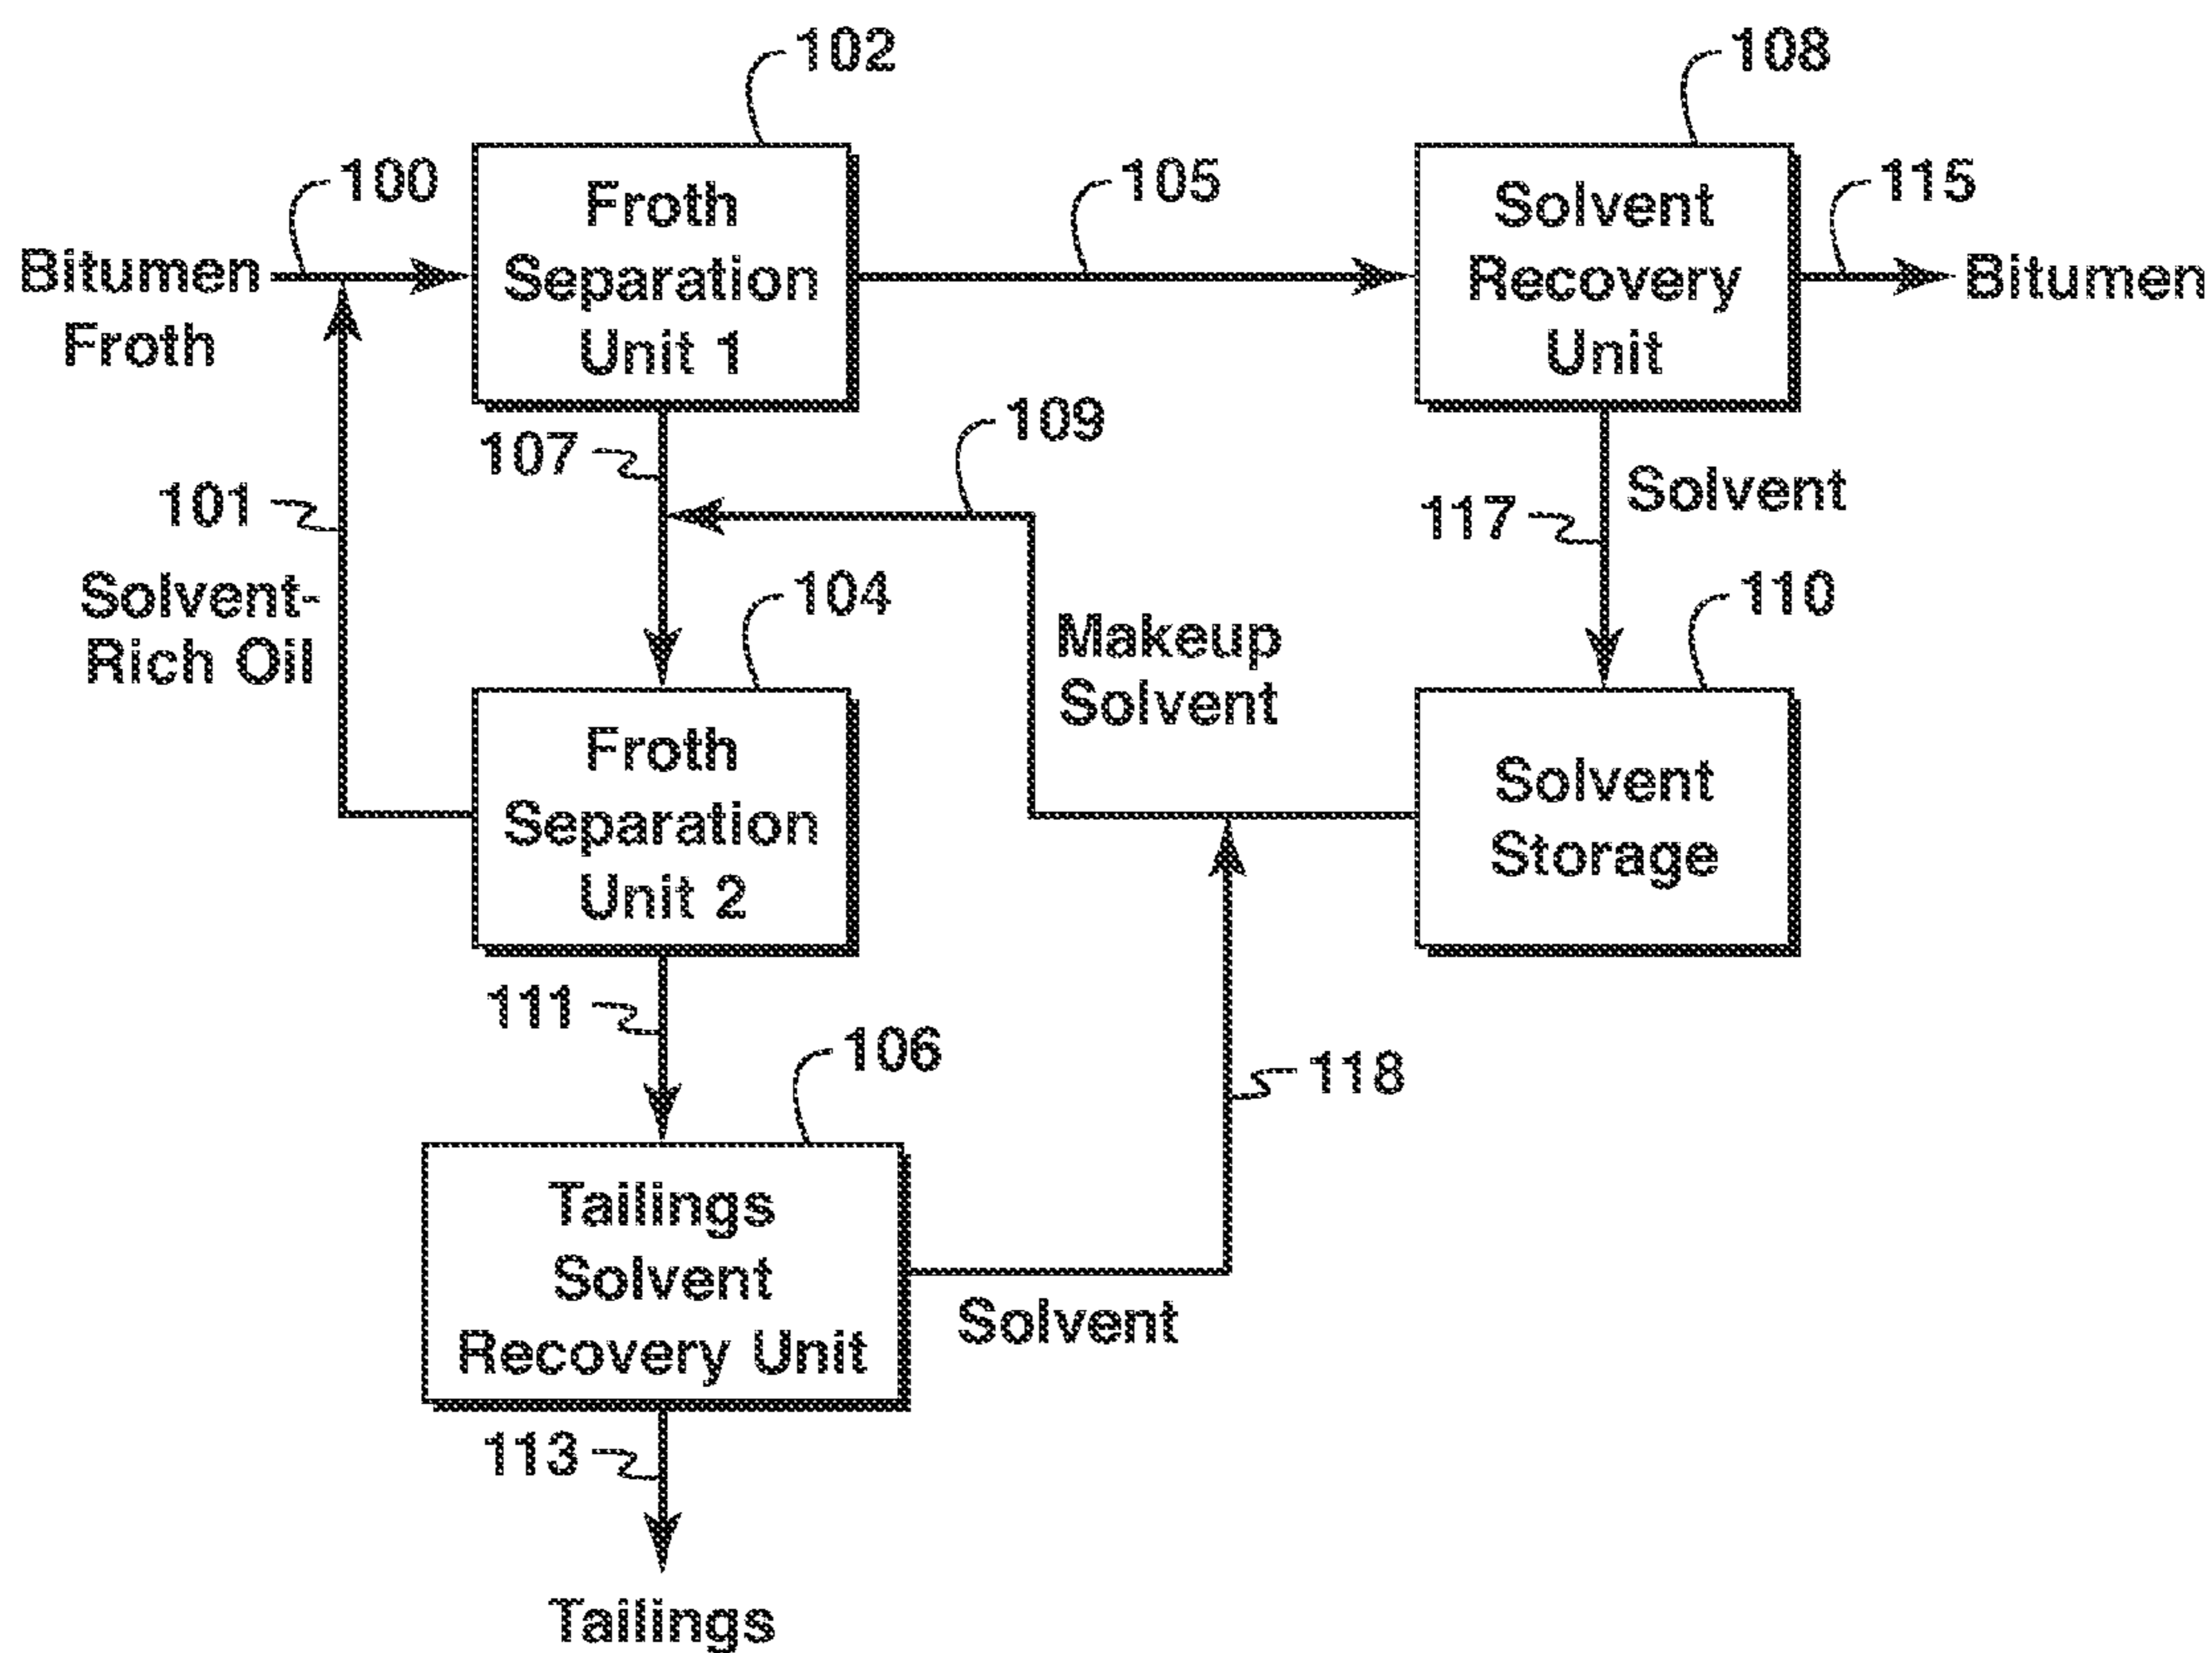 102
108
100
105
115
Froth
Separation
Unit 1
Solvent
Recovery
Unit
Bitumen
Froth
Bitumen
109
107
101
Solvent
117
Solvent-
Rich Oil
104
Makeup
Solvent
110
Froth
Separation
Unit 2
Solvent
Storage
111
106
118
Tailings
Solvent
Recovery Unit
Solvent
113
Tailings